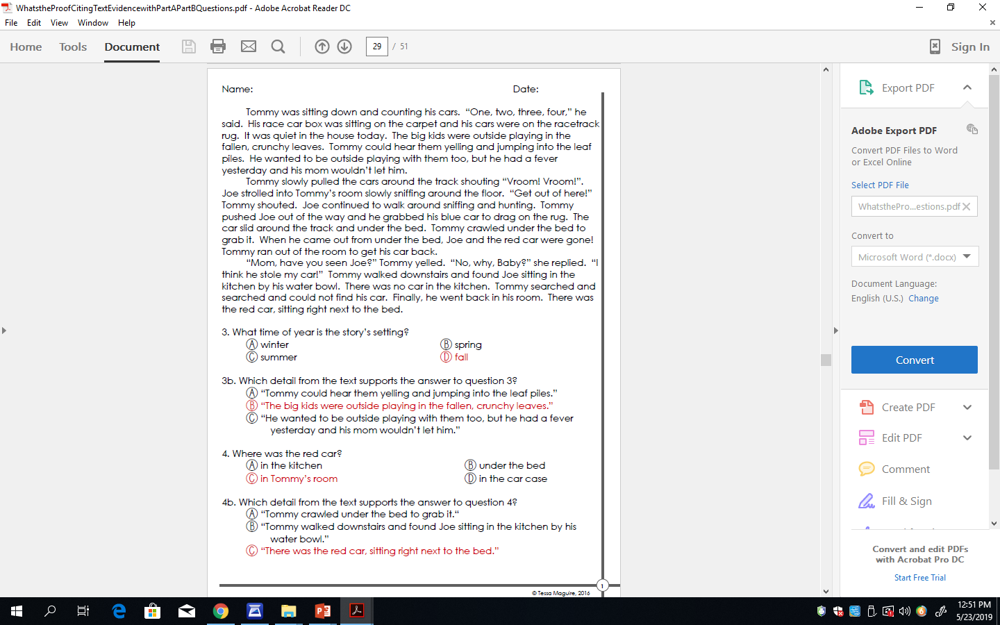 WhatstheProofCitingTextEvidencewithPartAPartBQuestions.pdf - Adobe Acrobat Reader DC
File Edit View Window Help
Home Tools Document 29 / 51 Sign In
Name: Date:
Tommy was sitting down and counting his cars. “One, two, three, four,” he
said. His race car box was sitting on the carpet and his cars were on the racetrack
rug. It was quiet in the house today. The big kids were outside playing in the
fallen, crunchy leaves. Tommy could hear them yelling and jumping into the leaf
piles. He wanted to be outside playing with them too, but he had a fever
yesterday and his mom wouldn’t let him.
Tommy slowly pulled the cars around the track shouting “Vroom! Vroom!”.
Joe strolled into Tommy’s room slowly sniffing around the floor. “Get out of here!”
Tommy shouted. Joe continued to walk around sniffing and hunting. Tommy
pushed Joe out of the way and he grabbed his blue car to drag on the rug. The
car slid around the track and under the bed. Tommy crawled under the bed to
grab it. When he came out from under the bed, Joe and the red car were gone!
Tommy ran out of the room to get his car back.
“Mom, have you seen Joe?” Tommy yelled. “No, why, Baby?” she replied. “I
think he stole my car!” Tommy walked downstairs and found Joe sitting in the
kitchen by his water bowl. There was no car in the kitchen. Tommy searched and
searched and could not find his car. Finally, he went back in his room. There was
the red car, sitting right next to the bed.
3. What time of year is the story’s setting?
A winter B spring
C summer D fall
3b. Which detail from the text supports the answer to question 3?
A “Tommy could hear them yelling and jumping into the leaf piles.”
B “The big kids were outside playing in the fallen, crunchy leaves.”
C “He wanted to be outside playing with them too, but he had a fever
yesterday and his mom wouldn’t let him.”
4. Where was the red car?
A in the kitchen B under the bed
C in Tommy’s room D in the car case
4b. Which detail from the text supports the answer to question 4?
A “Tommy crawled under the bed to grab it.“
B “Tommy walked downstairs and found Joe sitting in the kitchen by his
water bowl.”
C “There was the red car, sitting right next to the bed.”
1
© Tessa Maguire, 2016
Export PDF
Adobe Export PDF
Convert PDF Files to Word
or Excel Online
Select PDF File
WhatsthePro...estions.pdf
Convert to
Microsoft Word (*.docx)
Document Language:
English (U.S.) Change
Convert
Create PDF
Edit PDF
Comment
Fill & Sign
Convert and edit PDFs
with Acrobat Pro DC
Start Free Trial
12:51 PM
5/23/2019